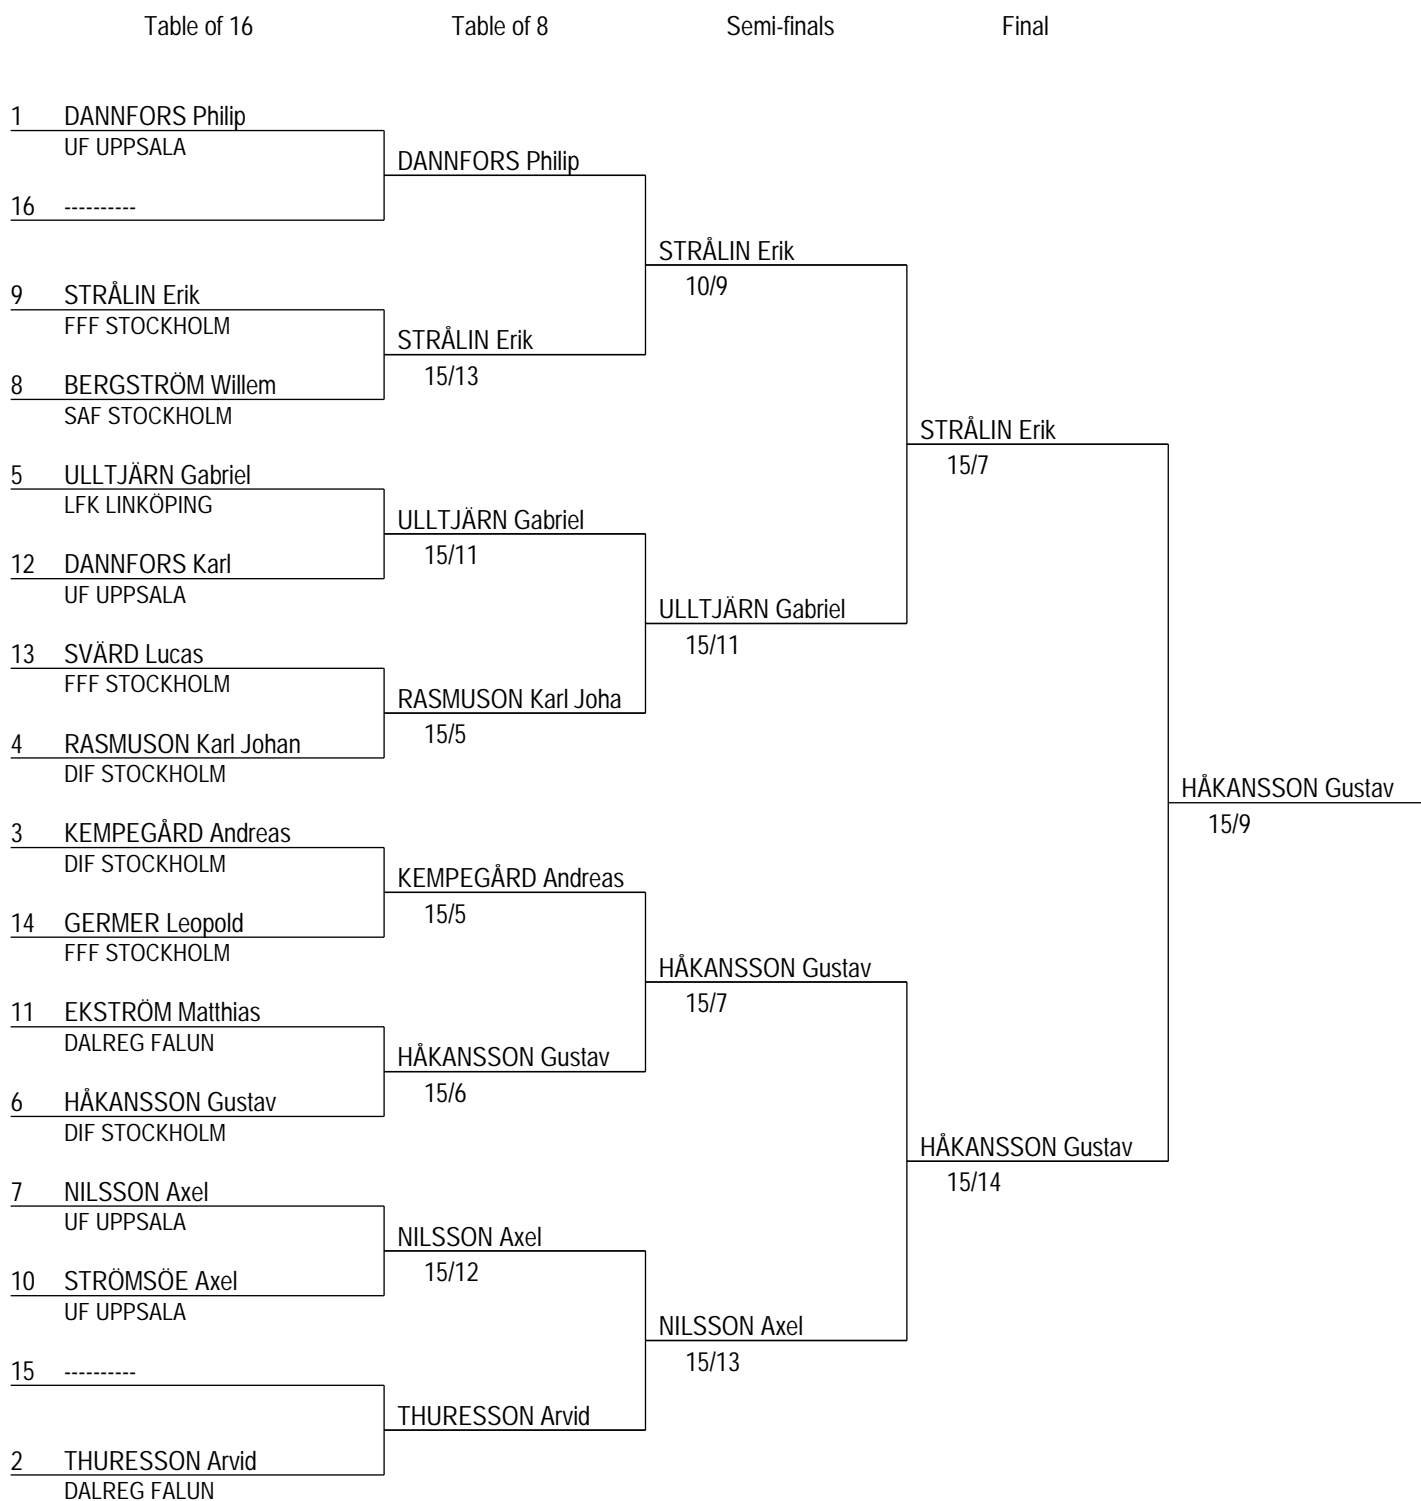 Table of 16 Table of 8 Semi-finals Final
1 DANNFORS Philip
UF UPPSALA
DANNFORS Philip
16 ----------
STRÅLIN Erik
10/9
9 STRÅLIN Erik
FFF STOCKHOLM
STRÅLIN Erik
15/13
8 BERGSTRÖM Willem
SAF STOCKHOLM
STRÅLIN Erik
15/7
5 ULLTJÄRN Gabriel
LFK LINKÖPING
ULLTJÄRN Gabriel
15/11
12 DANNFORS Karl
UF UPPSALA
ULLTJÄRN Gabriel
15/11
13 SVÄRD Lucas
FFF STOCKHOLM
RASMUSON Karl Joha
15/5
4 RASMUSON Karl Johan
DIF STOCKHOLM
HÅKANSSON Gustav
15/9
3 KEMPEGÅRD Andreas
DIF STOCKHOLM
KEMPEGÅRD Andreas
15/5
14 GERMER Leopold
FFF STOCKHOLM
HÅKANSSON Gustav
15/7
11 EKSTRÖM Matthias
DALREG FALUN
HÅKANSSON Gustav
15/6
6 HÅKANSSON Gustav
DIF STOCKHOLM
HÅKANSSON Gustav
15/14
7 NILSSON Axel
UF UPPSALA
NILSSON Axel
15/12
10 STRÖMSÖE Axel
UF UPPSALA
NILSSON Axel
15/13
15 ----------
THURESSON Arvid
2 THURESSON Arvid
DALREG FALUN